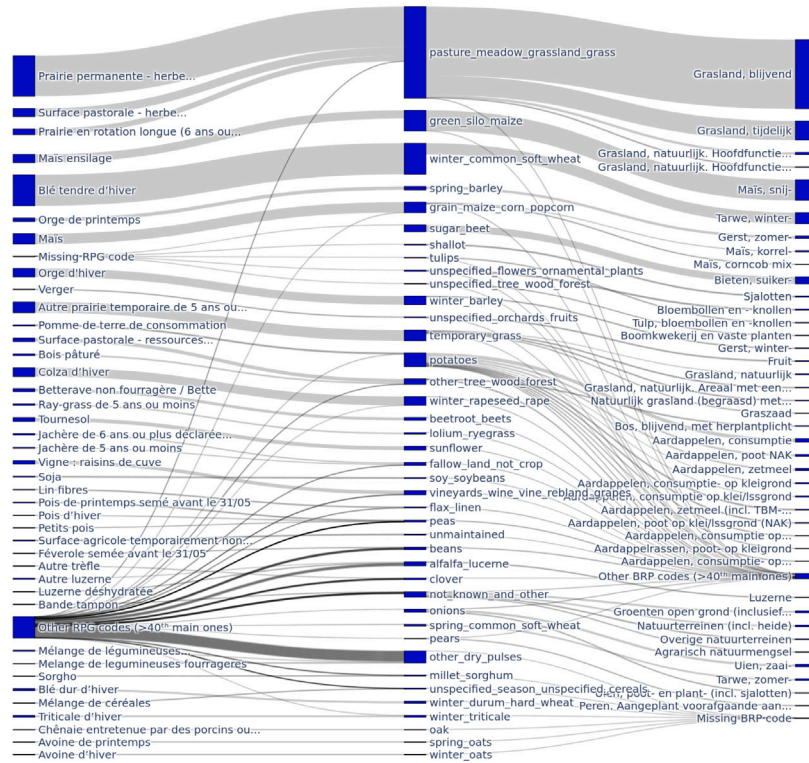 Prairie permanente - herbe...
Surface pastorale - herbe...
Prairie en rotation longue (6 ans ou...
Maïs ensilage
Blé tendre d'hiver
Orge de printemps
Maïs
Missing RPG code
Orge d'hiver
Verger
Autre prairie temporaire de 5 ans ou...
Pomme de terre de consommation
Surface pastorale - ressources...
Bois pâturé
Colza d'hiver
Betterave non fourragère / Bette
Ray-grass de 5 ans ou moins
Tournesol
Jachère de 6 ans ou plus déclarée...
Jachère de 5 ans ou moins
Vigne : raisins de cuve
Soja
Lin fibres
Pois de printemps semé avant le 31/05
Pois d'hiver
Petits pois
Surface agricole temporairement non...
Féverole semée avant le 31/05
Autre trèfle
Autre luzerne
Luzerne déshydratée
Bande tampon
Other RPG codes (>40th main ones)
Mélange de légumineuses...
Mélange de legumineuses fourragères
Sorgho
Blé dur d'hiver
Mélange de céréales
Triticale d'hiver
Chênaie entretenue par des porcins ou...
Avoine de printemps
Avoine d'hiver
pasture_meadow_grassland_grass
green_silo_maize
winter_common_soft_wheat
spring_barley
grain_maize_corn_popcorn
sugar_beet
shallot
tulips
unspecified_flowers_ornamental_plants
unspecified_tree_wood_forest
winter_barley
unspecified_orchards_fruits
temporary_grass
potatoes
other_tree_wood_forest
winter_rapeseed_rape
beetroot_beets
lolium_ryegrass
sunflower
fallow_land_not_crop
soy_soybeans
vineyards_wine_vine_rebland_grapes
flax_linen
peas
unmaintained
beans
alfalfa_lucerne
clover
not_known_and_other
onions
spring_common_soft_wheat
pears
other_dry_pulses
millet_sorghum
unspecified_season_unspecified_cereals
winter_durum_hard_wheat
winter_triticale
oak
spring_oats
winter_oats
Grasland, blijvend
Grasland, tijdelijk
Grasland, natuurlijk. Hoofdfunctie...
Grasland, natuurlijk. Hoofdfunctie...
Maïs, snij-
Tarwe, winter-
Gerst, zomer-
Maïs, korrel-
Maïs, corncob mix
Bieten, suiker-
Sjalotten
Bloembollen en - knollen
Tulp, bloembollen en -knollen
Boomkwekerij en vaste planten
Gerst, winter-
Fruit
Grasland, natuurlijk
Grasland, natuurlijk. Areaal met een...
Natuurlijk grasland (begraasd) met...
Graszaad
Bos, blijvend, met herplantplicht
Aardappelen, consumptie
Aardappelen, poot NAK
Aardappelen, zetmeel
Aardappelen, consumptie- op kleigrond
Aardappelen, consumptie op klei/lssgrond
Aardappelen, zetmeel (incl. TBM-...
Aardappelen, poot op klei/lssgrond (NAK)
Aardappelen, consumptie op...
Aardappelrassen, poot- op kleigrond
Aardappelen, consumptie- op...
Other BRP codes (>40th main ones)
Luzerne
Groenten open grond (inclusief...
Natuurterreinen (incl. heide)
Overige natuurterreinen
Agrarisch natuurmengsel
Uien, zaai-
Tarwe, zomer-
Uien, poot- en plant- (incl. sjalotten)
Peren. Aangeplant voorafgaande aan...
Missing BRP code